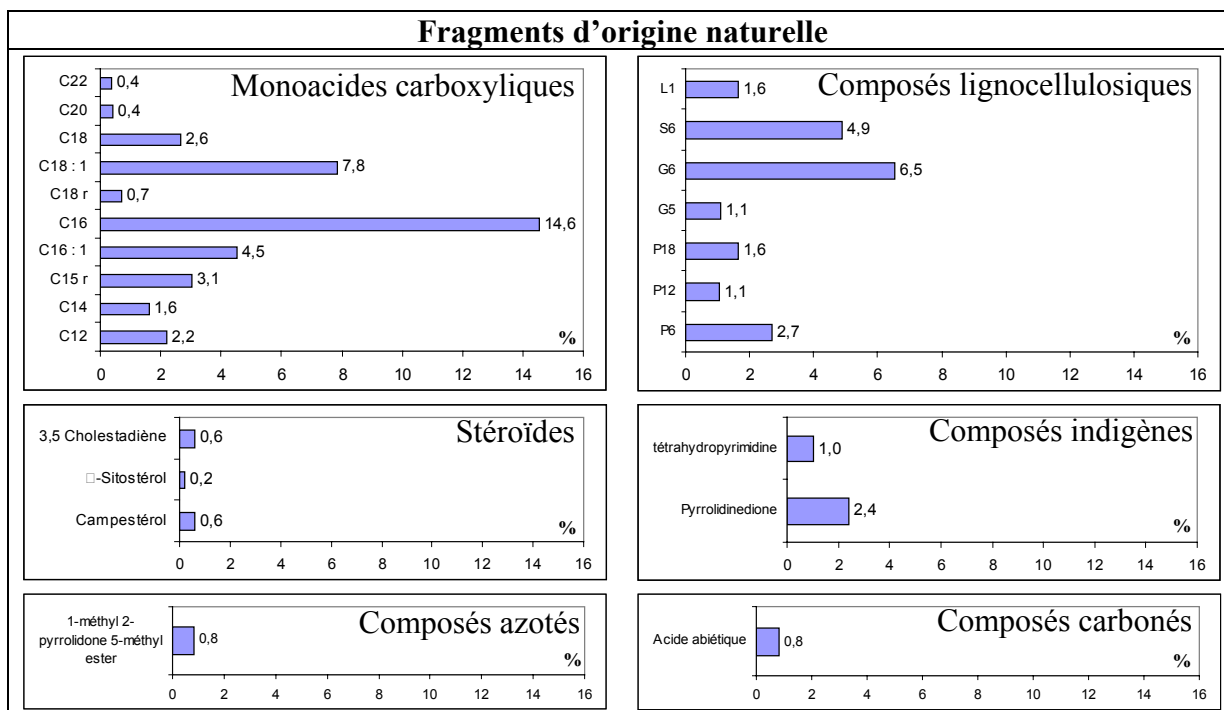 Fragments d'origine naturelle
Monoacides carboxyliques
C22 0,4
C20 0,4
C18 2,6
C18 : 1 7,8
C18 r 0,7
C16 14,6
C16 : 1 4,5
C15 r 3,1
C14 1,6
C12 2,2
%
0 2 4 6 8 10 12 14 16
Composés lignocellulosiques
L1 1,6
S6 4,9
G6 6,5
G5 1,1
P18 1,6
P12 1,1
P6 2,7
%
0 2 4 6 8 10 12 14 16
Stéroïdes
3,5 Cholestadiène 0,6
□-Sitostérol 0,2
Campestérol 0,6
%
0 2 4 6 8 10 12 14 16
Composés indigènes
tétrahydropyrimidine 1,0
Pyrrolidinedione 2,4
%
0 2 4 6 8 10 12 14 16
Composés azotés
1-méthyl 2-
pyrrolidone 5-méthyl
ester
0,8
%
0 2 4 6 8 10 12 14 16
Composés carbonés
Acide abiétique 0,8
%
0 2 4 6 8 10 12 14 16